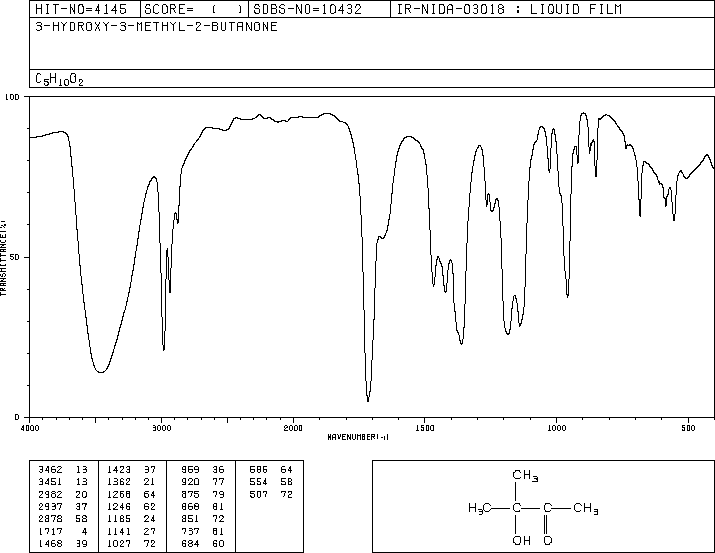 HIT-NO=4145 SCORE= ( ) SDBS-NO=10432 IR-NIDA-03018 : LIQUID FILM
3-HYDROXY-3-METHYL-2-BUTANONE
C5H10O2
100
50
0
TRANSMITTANCE(%)
4000 3000 2000 1500 1000 500
WAVENUMBER(-1)
3462 13 1423 37 959 36 586 64
3451 13 1362 21 920 77 554 58
2982 20 1268 64 875 79 507 72
2937 37 1246 62 868 81
2878 58 1185 24 851 72
1717 4 1141 27 737 81
1468 39 1027 72 684 60
CH3
H3C C C CH3
OH O